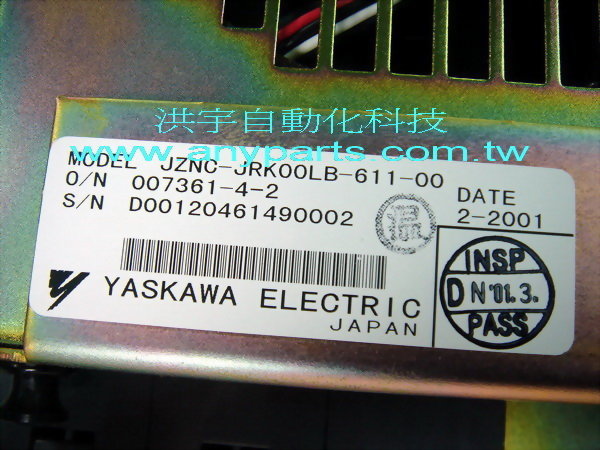 洪宇自動化科技
www.anyparts.com.tw
MODEL JZNC-JRK00LB-611-00
O/N 007361-4-2
S/N D00120461490002
DATE
2-2001
温
INSP
D N '01. 3.
PASS
YASKAWA ELECTRIC
JAPAN